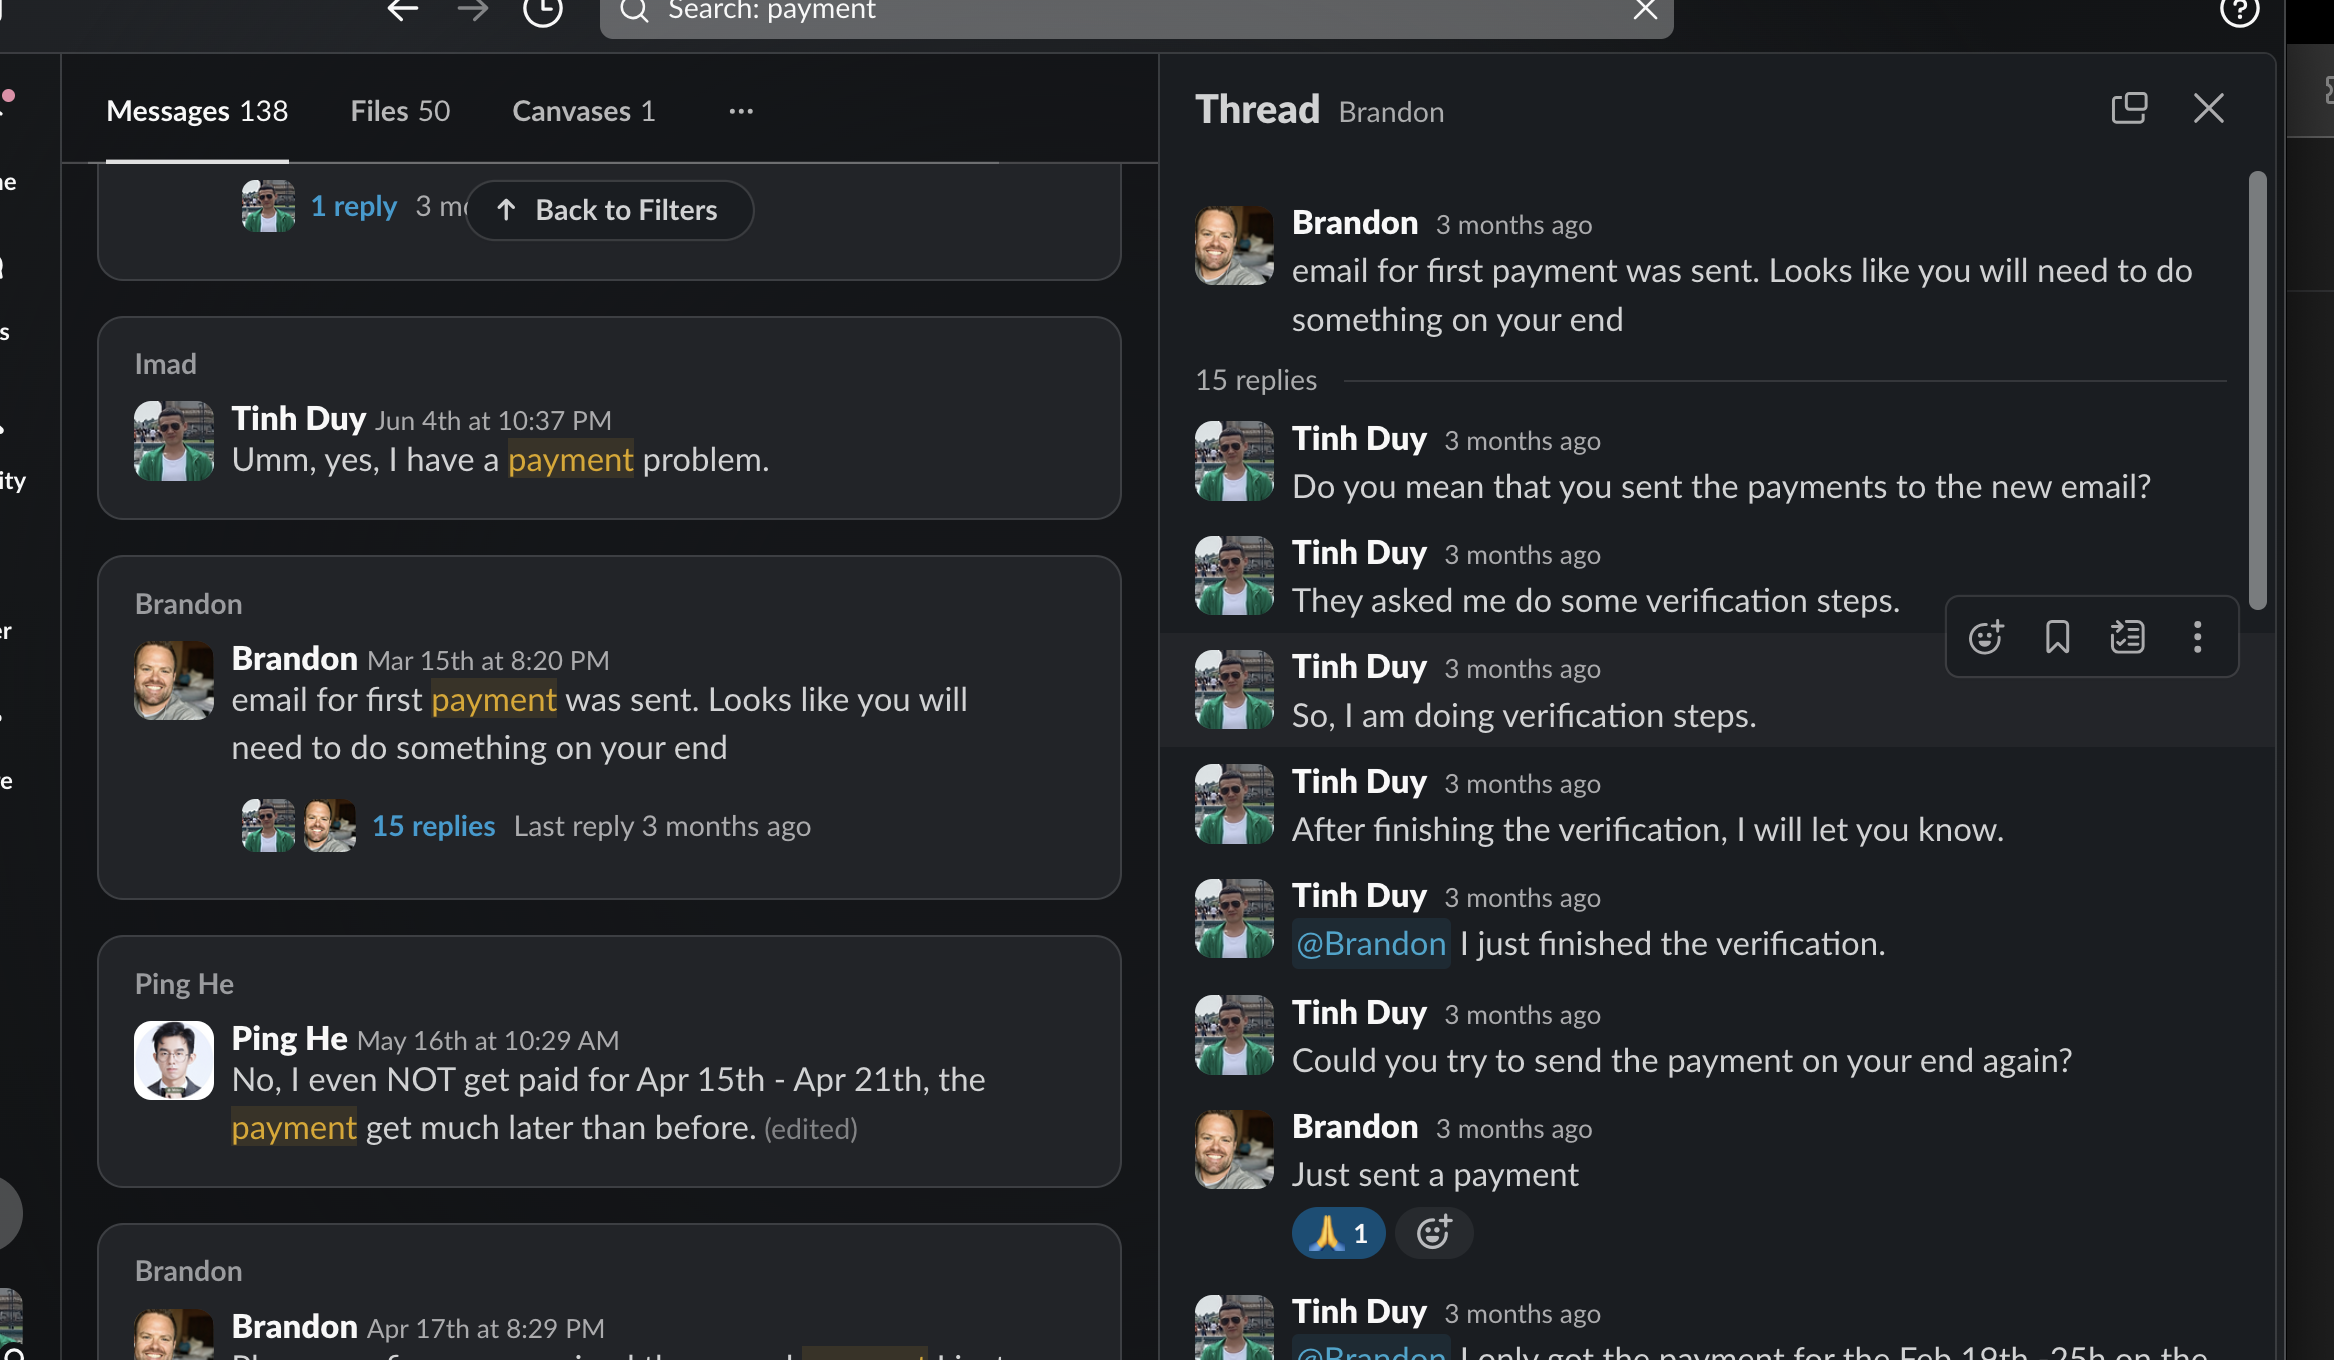 Search: payment
Messages 138
Files 50
Canvases 1
1 reply
Back to Filters
Imad
Tinh Duy Jun 4th at 10:37 PM
Umm, yes, I have a payment problem.
Brandon
Brandon Mar 15th at 8:20 PM
email for first payment was sent. Looks like you will
need to do something on your end
15 replies Last reply 3 months ago
Ping He
Ping He May 16th at 10:29 AM
No, I even NOT get paid for Apr 15th - Apr 21th, the
payment get much later than before. (edited)
Brandon
Brandon Apr 17th at 8:29 PM
Thread Brandon
Brandon 3 months ago
email for first payment was sent. Looks like you will need to do
something on your end
15 replies
Tinh Duy 3 months ago
Do you mean that you sent the payments to the new email?
Tinh Duy 3 months ago
They asked me do some verification steps.
Tinh Duy 3 months ago
So, I am doing verification steps.
Tinh Duy 3 months ago
After finishing the verification, I will let you know.
Tinh Duy 3 months ago
@Brandon I just finished the verification.
Tinh Duy 3 months ago
Could you try to send the payment on your end again?
Brandon 3 months ago
Just sent a payment
1
Tinh Duy 3 months ago
@Brandon I only got the payment for the Feb 19th -25h on the